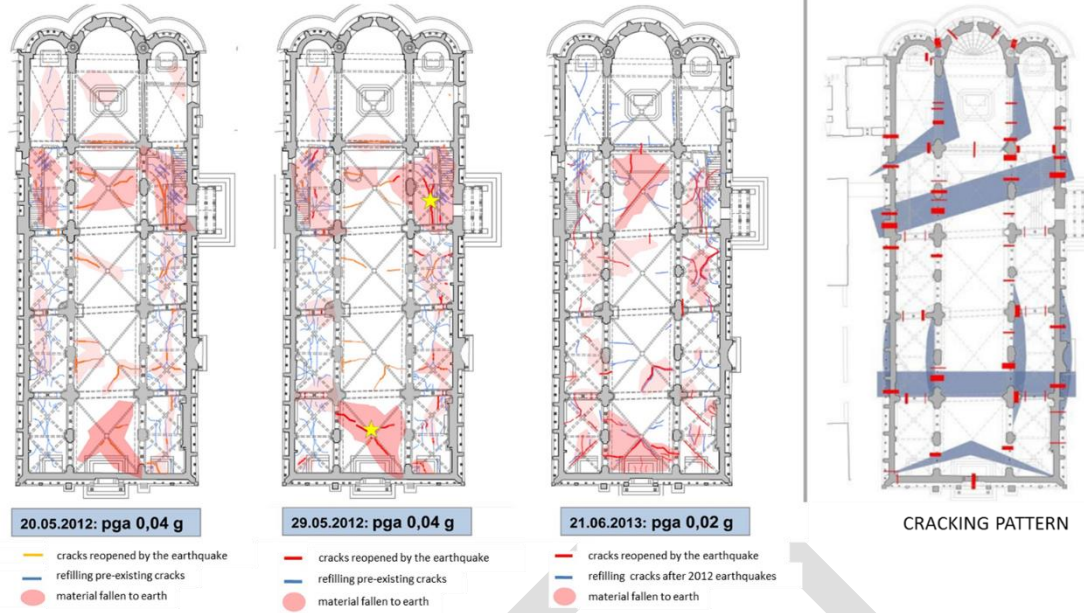 20.05.2012: pga 0,04 g
cracks reopened by the earthquake
refilling pre-existing cracks
material fallen to earth
29.05.2012: pga 0,04 g
cracks reopened by the earthquake
refilling pre-existing cracks
material fallen to earth
21.06.2013: pga 0,02 g
cracks reopened by the earthquake
refilling cracks after 2012 earthquakes
material fallen to earth
CRACKING PATTERN